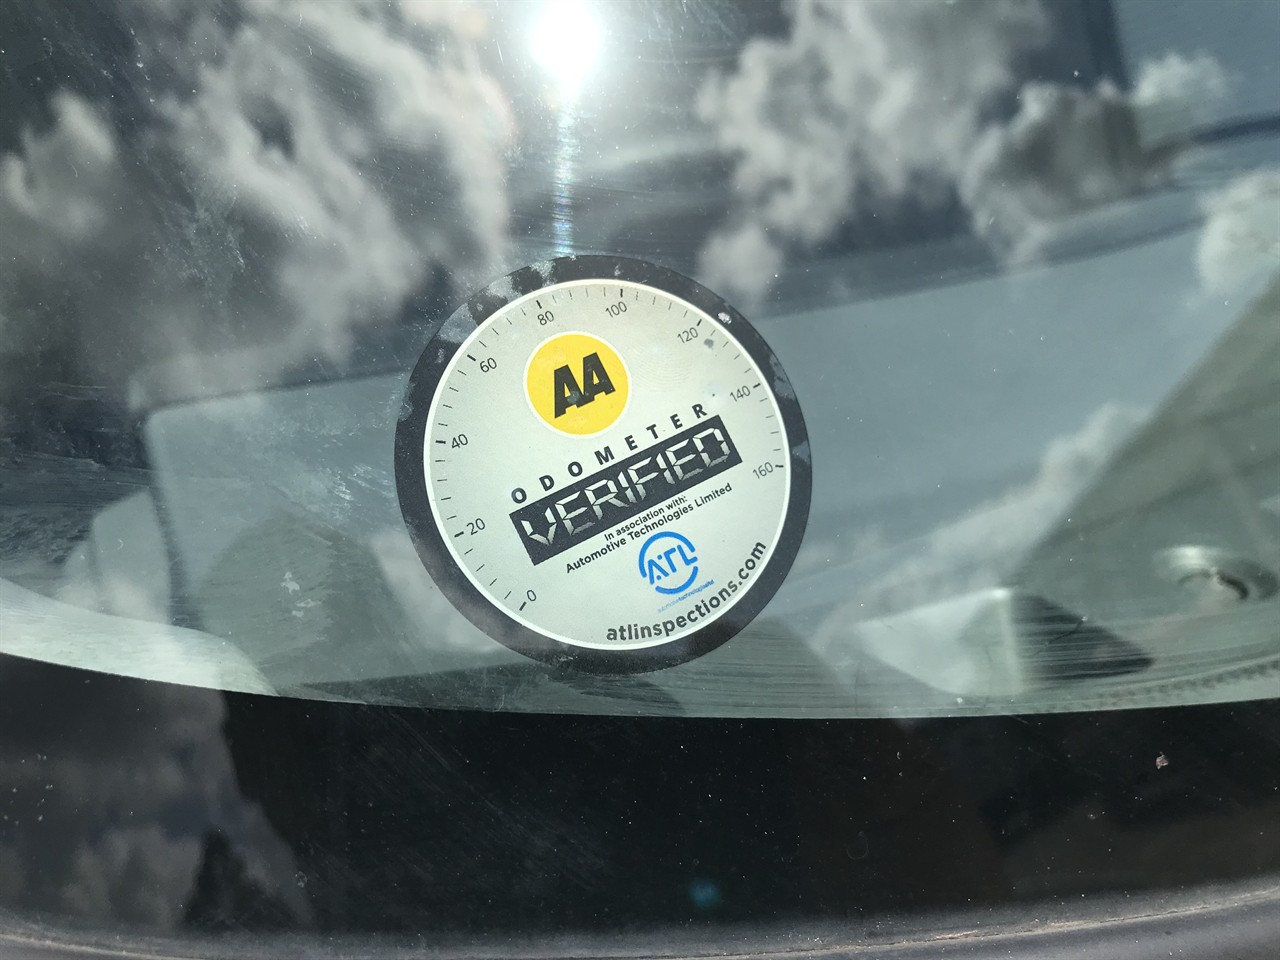 0
20
40
60
80
100
120
140
160
AA
ODOMETER
VERIFIED
In association with:
Automotive Technologies Limited
ATL
atlinspections.com